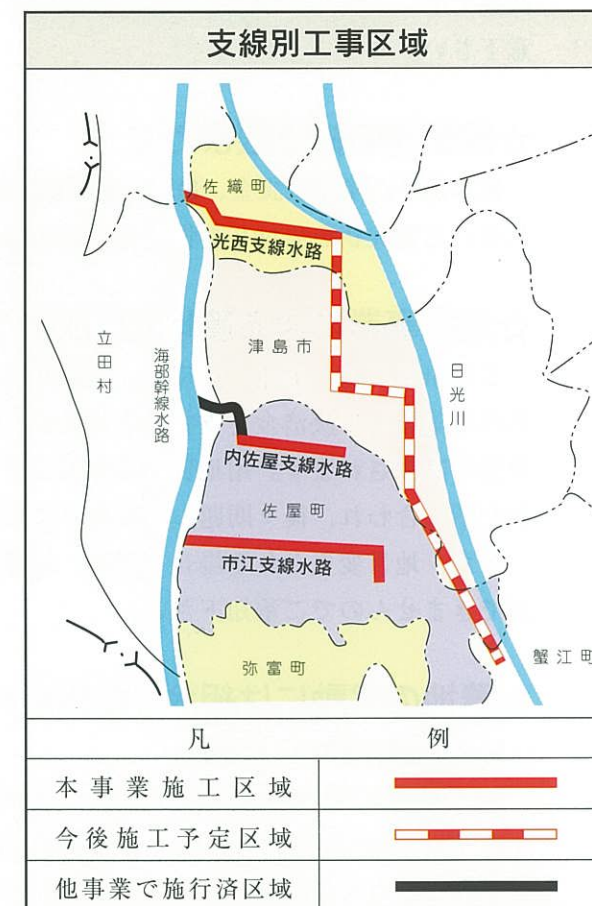 支線別工事区域
佐織町
光西支線水路
津島市
立田村
海部幹線水路
日光川
内佐屋支線水路
佐屋町
市江支線水路
弥富町
蟹江町
凡例
本事業施工区域
今後施工予定区域
他事業で施行済区域